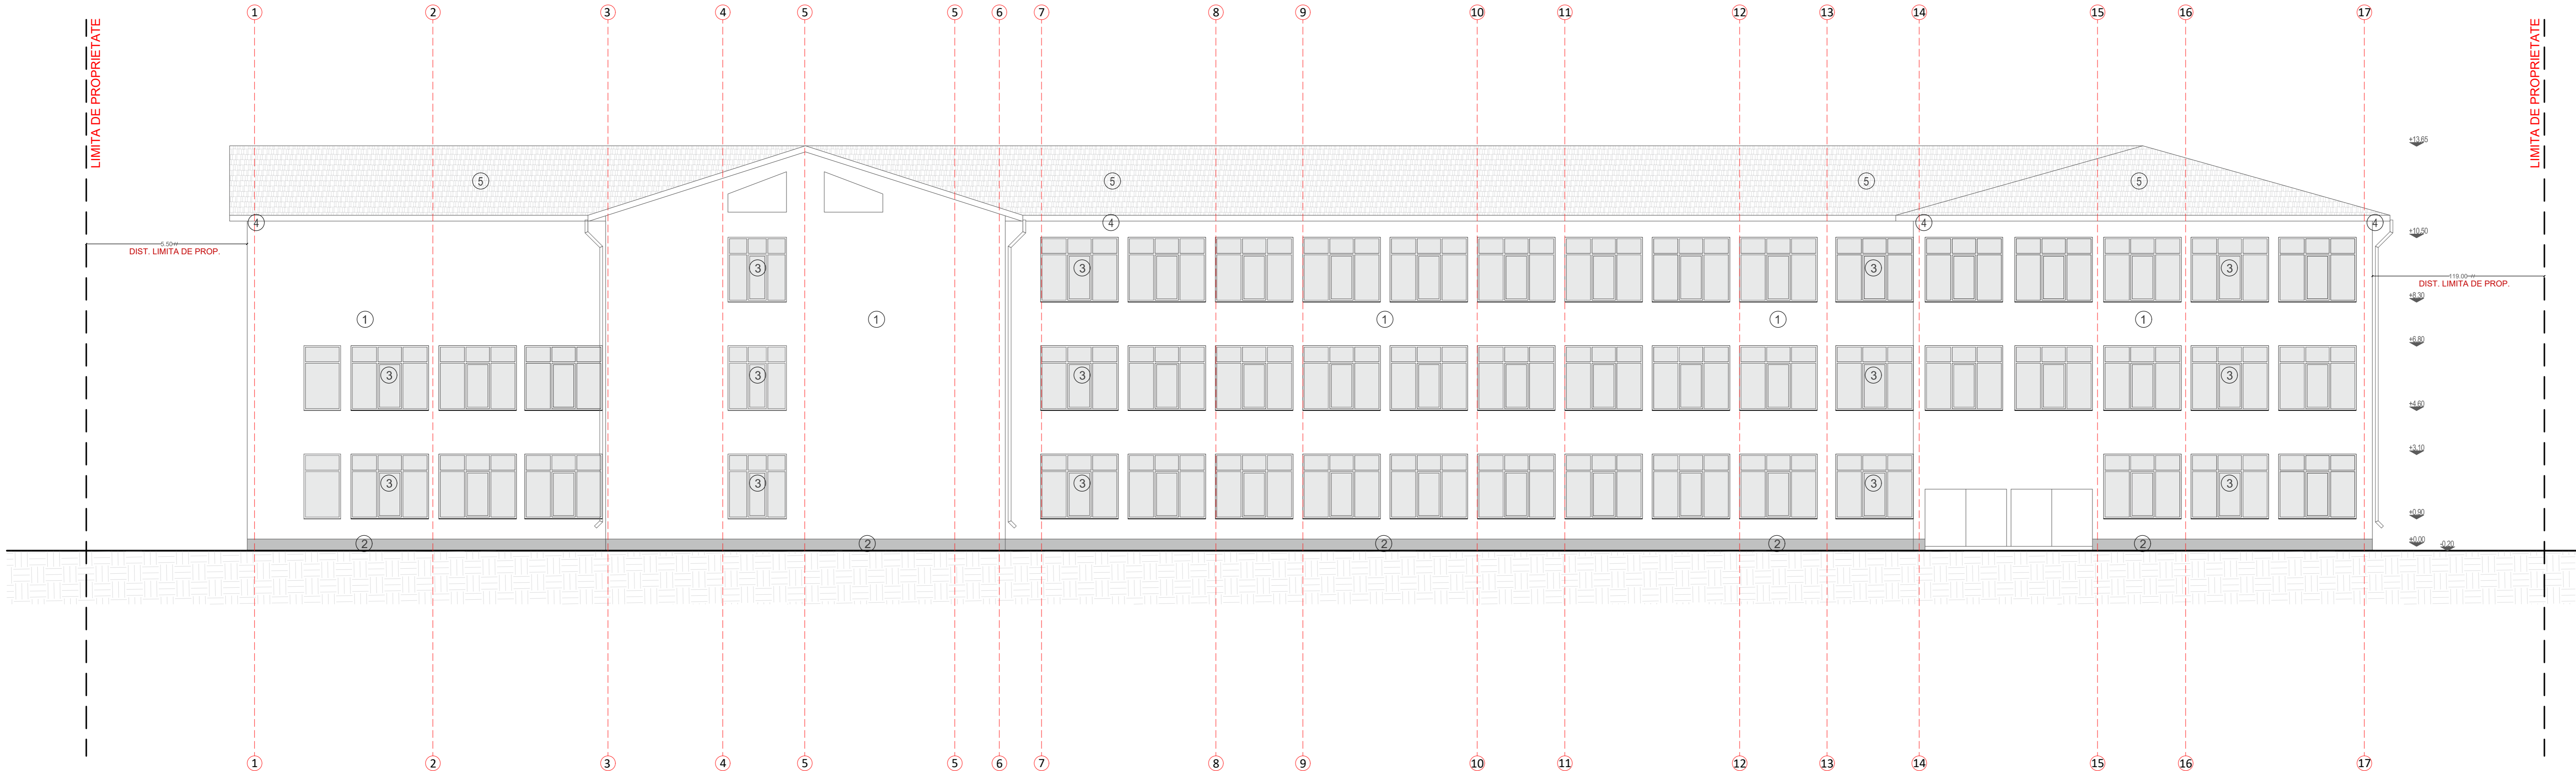 1 2 3 4 5 5 6 7 8 9 10 11 12 13 14 15 16 17
LIMITA DE PROPRIETATE
LIMITA DE PROPRIETATE
+13.65
5 5 5 5
4 4 4 4
+10.50
5.50
DIST. LIMITA DE PROP.
3 3 3 3
119.00
DIST. LIMITA DE PROP.
+8.30
1 1 1 1 1
+6.80
3 3 3 3 3
+4.60
+3.10
3 3 3 3 3
+0.90
2 2 2 2 2
+0.00
-0.20
1 2 3 4 5 5 6 7 8 9 10 11 12 13 14 15 16 17